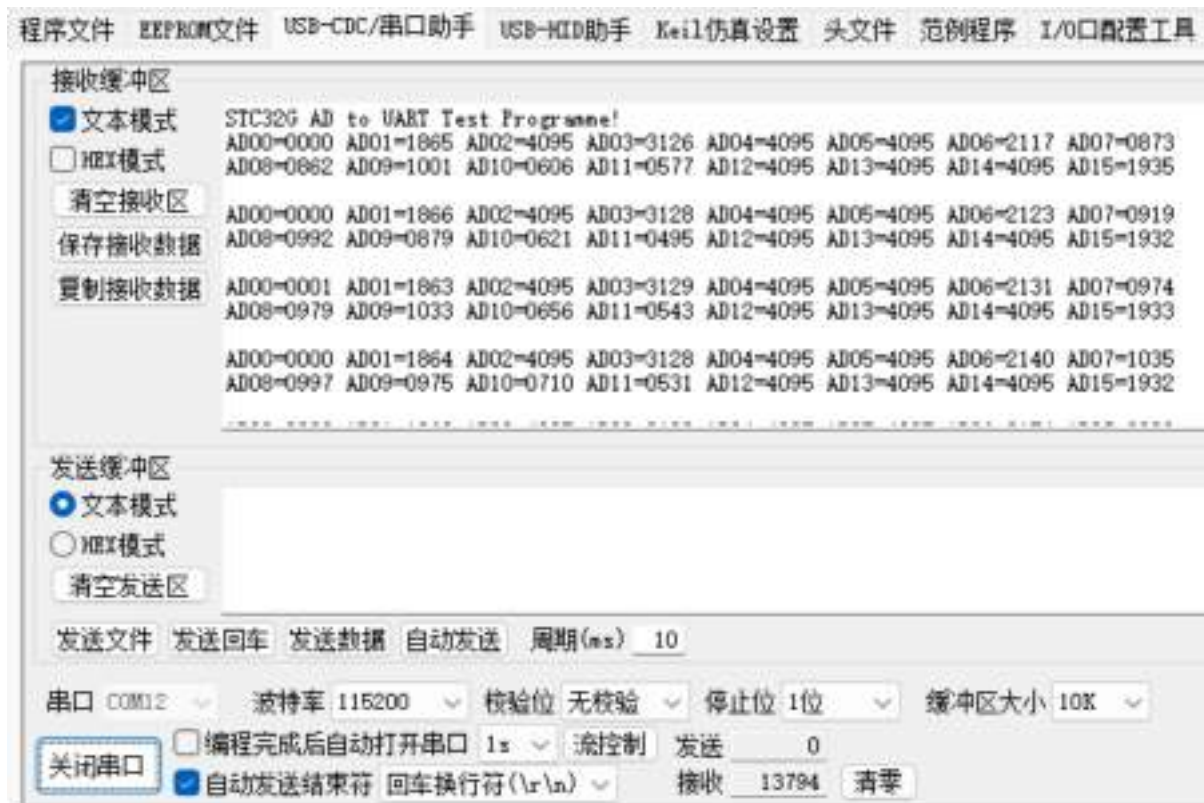 程序文件 EEPROM文件 USB-CDC/串口助手 USB-HID助手 Keil仿真设置 头文件 范例程序 I/O口配置工具
接收缓冲区
文本模式
HEX模式
清空接收区
保存接收数据
复制接收数据
STC32G AD to UART Test Programme!
AD00=0000 AD01=1865 AD02=4095 AD03=3126 AD04=4095 AD05=4095 AD06=2117 AD07=0873
AD08=0862 AD09=1001 AD10=0606 AD11=0577 AD12=4095 AD13=4095 AD14=4095 AD15=1935
AD00=0000 AD01=1866 AD02=4095 AD03=3128 AD04=4095 AD05=4095 AD06=2123 AD07=0919
AD08=0992 AD09=0879 AD10=0621 AD11=0495 AD12=4095 AD13=4095 AD14=4095 AD15=1932
AD00=0001 AD01=1863 AD02=4095 AD03=3129 AD04=4095 AD05=4095 AD06=2131 AD07=0974
AD08=0979 AD09=1033 AD10=0656 AD11=0543 AD12=4095 AD13=4095 AD14=4095 AD15=1933
AD00=0000 AD01=1864 AD02=4095 AD03=3128 AD04=4095 AD05=4095 AD06=2140 AD07=1035
AD08=0997 AD09=0975 AD10=0710 AD11=0531 AD12=4095 AD13=4095 AD14=4095 AD15=1932
发送缓冲区
文本模式
HEX模式
清空发送区
发送文件 发送回车 发送数据 自动发送 周期(ms) 10
串口 COM12 波特率 115200 校验位 无校验 停止位 1位 缓冲区大小 10K
关闭串口
编程完成后自动打开串口 1s 流控制 发送 0
自动发送结束符 回车换行符(\r\n) 接收 13794 清零